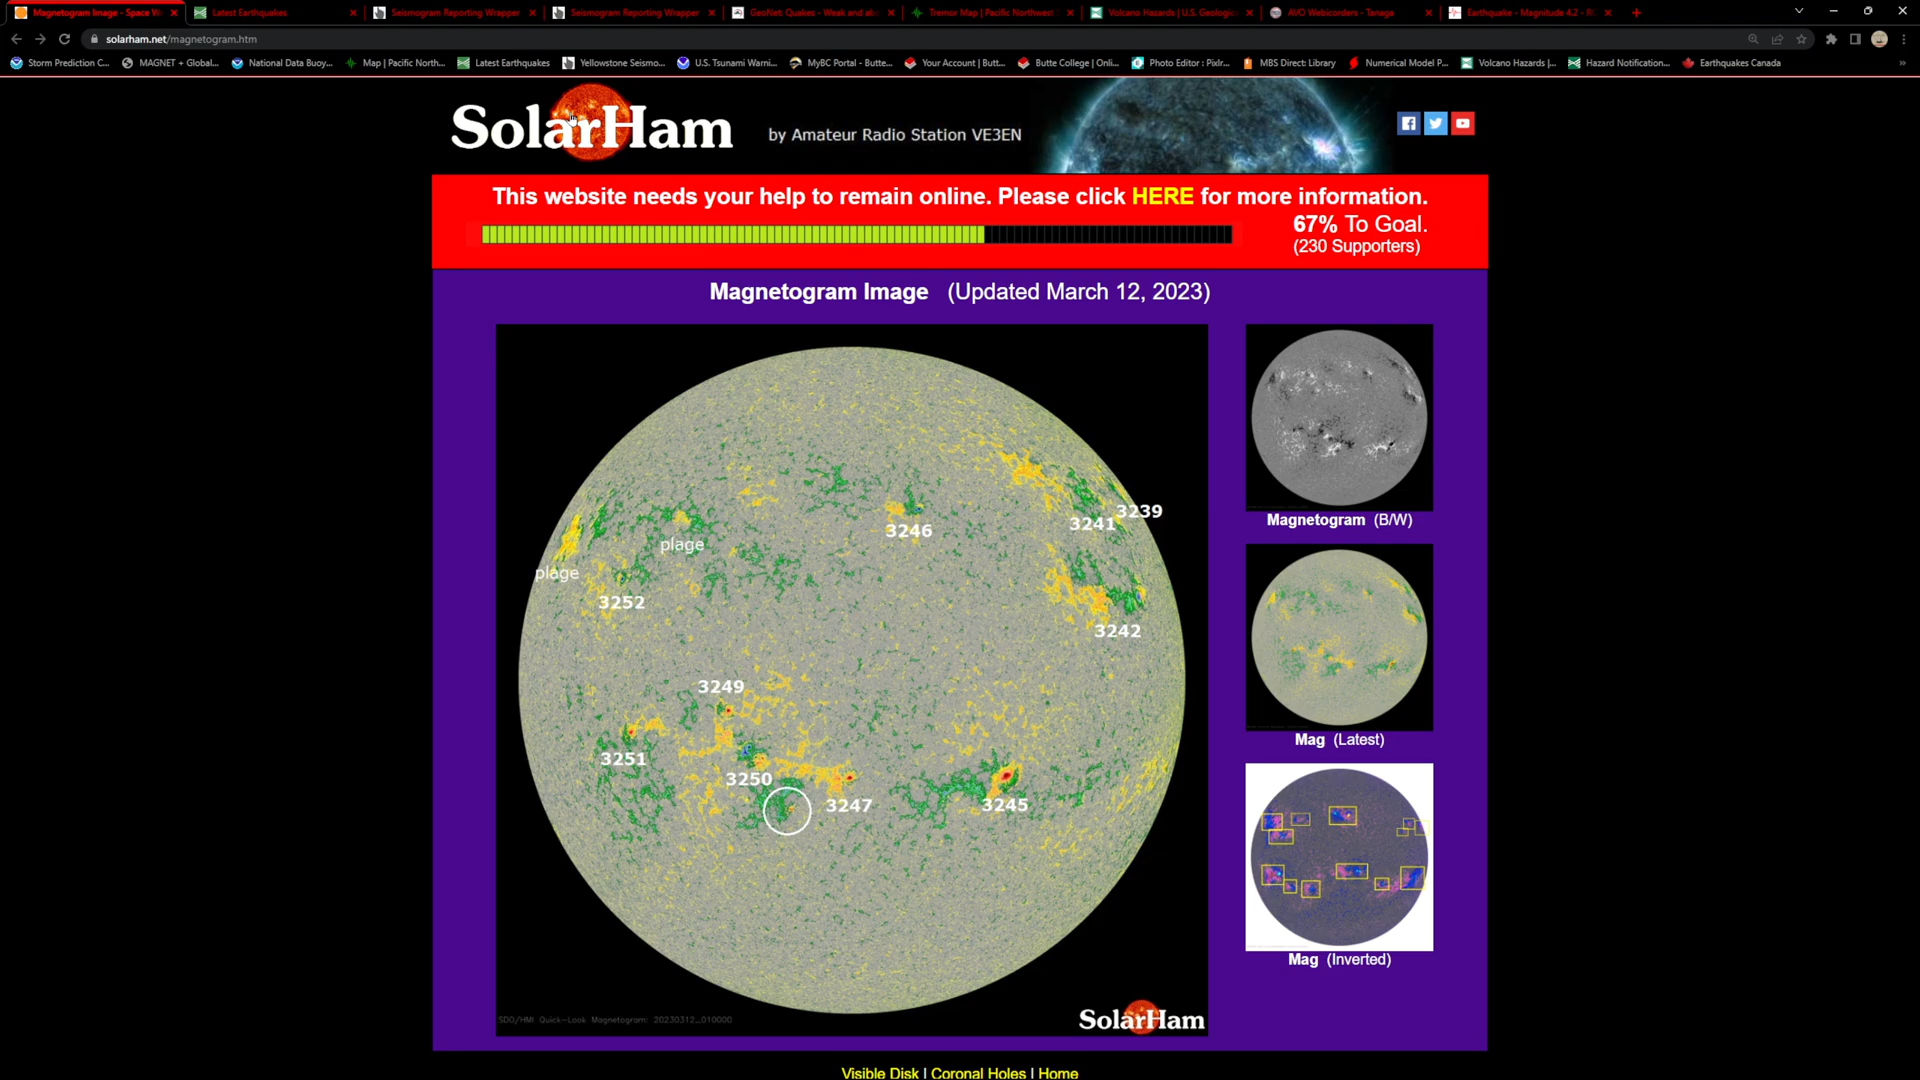 Magnetogram Image - Space W
Latest Earthquakes
Seismogram Reporting Wrapper
Seismogram Reporting Wrapper
GeoNet: Quakes - Weak and ab
Tremor Map | Pacific Northwest
Volcano Hazards | U.S. Geologic
AVO Webicorders - Tanaga
Earthquake - Magnitude 4.2 -
solarham.net/magnetogram.htm
Storm Prediction C...
MAGNET + Global...
National Data Buoy...
Map | Pacific North...
Latest Earthquakes
Yellowstone Seismo...
U.S. Tsunami Warni...
MyBC Portal - Butte...
Your Account | Butt...
Butte College | Onli...
Photo Editor : Pixlr...
MBS Direct: Library
Numerical Model P...
Volcano Hazards |...
Hazard Notification...
Earthquakes Canada
SolarHam
by Amateur Radio Station VE3EN
This website needs your help to remain online. Please click HERE for more information.
67% To Goal.
(230 Supporters)
Magnetogram Image (Updated March 12, 2023)
3239
3241
3246
plage
plage
3252
3242
3249
3251
3250
3247
3245
SDO/HMI Quick-Look Magnetogram: 20230312_010000
SolarHam
Magnetogram (B/W)
Mag (Latest)
Mag (Inverted)
Visible Disk | Coronal Holes | Home